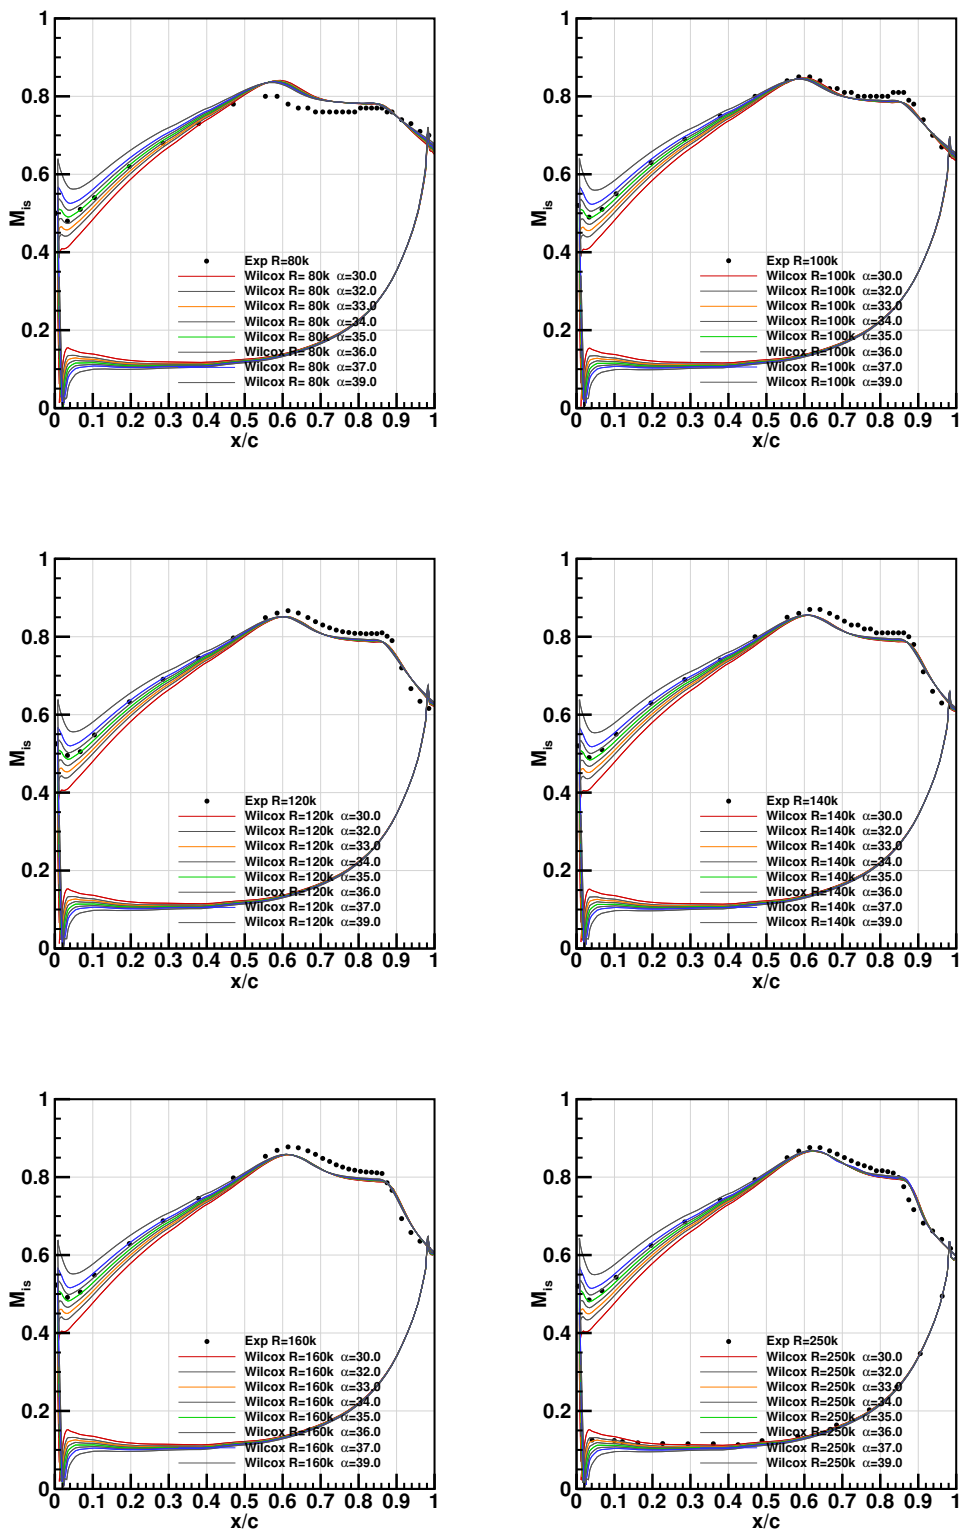 1
0.8
0.6
M_is
0.4
0.2
0
Exp R=80k
Wilcox R= 80k α=30.0
Wilcox R= 80k α=32.0
Wilcox R= 80k α=33.0
Wilcox R= 80k α=34.0
Wilcox R= 80k α=35.0
Wilcox R= 80k α=36.0
Wilcox R= 80k α=37.0
Wilcox R= 80k α=39.0
0 0.1 0.2 0.3 0.4 0.5 0.6 0.7 0.8 0.9 1
x/c
1
0.8
0.6
M_is
0.4
0.2
0
Exp R=100k
Wilcox R=100k α=30.0
Wilcox R=100k α=32.0
Wilcox R=100k α=33.0
Wilcox R=100k α=34.0
Wilcox R=100k α=35.0
Wilcox R=100k α=36.0
Wilcox R=100k α=37.0
Wilcox R=100k α=39.0
0 0.1 0.2 0.3 0.4 0.5 0.6 0.7 0.8 0.9 1
x/c
1
0.8
0.6
M_is
0.4
0.2
0
Exp R=120k
Wilcox R=120k α=30.0
Wilcox R=120k α=32.0
Wilcox R=120k α=33.0
Wilcox R=120k α=34.0
Wilcox R=120k α=35.0
Wilcox R=120k α=36.0
Wilcox R=120k α=37.0
Wilcox R=120k α=39.0
0 0.1 0.2 0.3 0.4 0.5 0.6 0.7 0.8 0.9 1
x/c
1
0.8
0.6
M_is
0.4
0.2
0
Exp R=140k
Wilcox R=140k α=30.0
Wilcox R=140k α=32.0
Wilcox R=140k α=33.0
Wilcox R=140k α=34.0
Wilcox R=140k α=35.0
Wilcox R=140k α=36.0
Wilcox R=140k α=37.0
Wilcox R=140k α=39.0
0 0.1 0.2 0.3 0.4 0.5 0.6 0.7 0.8 0.9 1
x/c
1
0.8
0.6
M_is
0.4
0.2
0
Exp R=160k
Wilcox R=160k α=30.0
Wilcox R=160k α=32.0
Wilcox R=160k α=33.0
Wilcox R=160k α=34.0
Wilcox R=160k α=35.0
Wilcox R=160k α=36.0
Wilcox R=160k α=37.0
Wilcox R=160k α=39.0
0 0.1 0.2 0.3 0.4 0.5 0.6 0.7 0.8 0.9 1
x/c
1
0.8
0.6
M_is
0.4
0.2
0
Exp R=250k
Wilcox R=250k α=30.0
Wilcox R=250k α=32.0
Wilcox R=250k α=33.0
Wilcox R=250k α=34.0
Wilcox R=250k α=35.0
Wilcox R=250k α=36.0
Wilcox R=250k α=37.0
Wilcox R=250k α=39.0
0 0.1 0.2 0.3 0.4 0.5 0.6 0.7 0.8 0.9 1
x/c